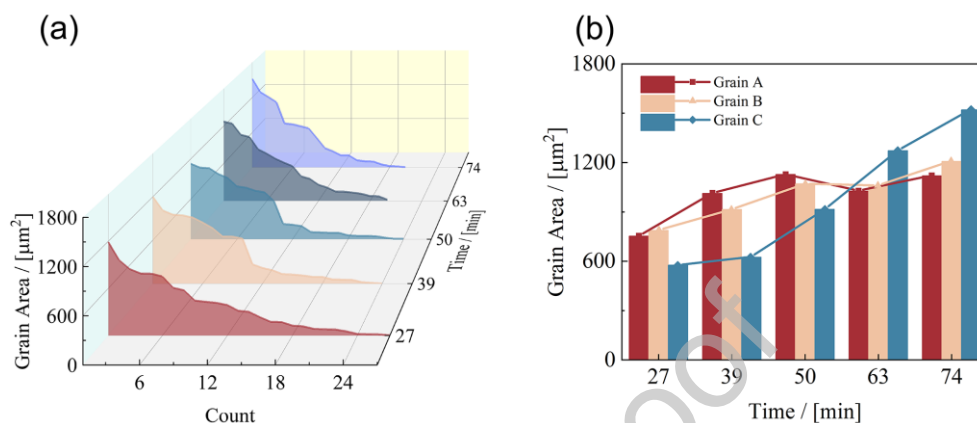 (a)
Grain Area / [μm²]
1800
1200
600
0
6
12
18
24
Count
27
39
50
63
74
Time / [min]
(b)
Grain Area / [μm²]
1800
1200
600
0
Grain A
Grain B
Grain C
27
39
50
63
74
Time / [min]
oof